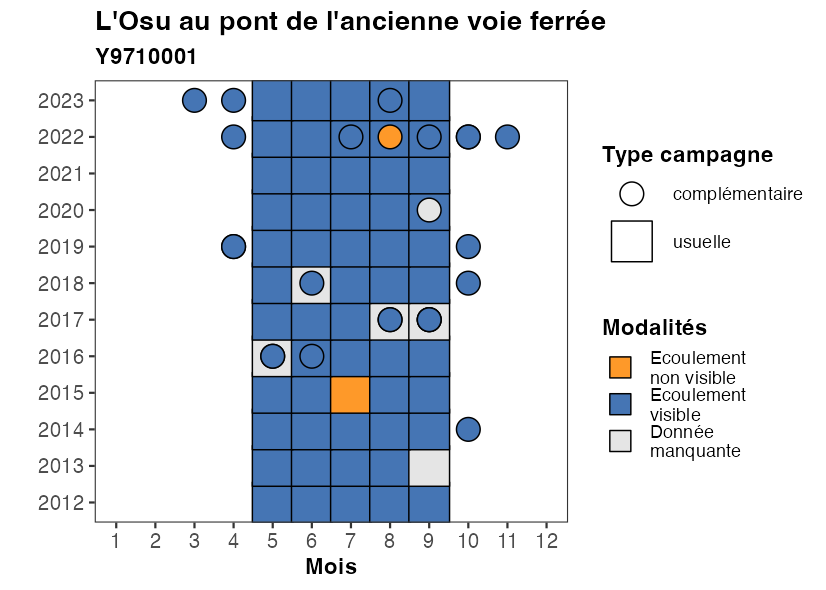 L'Osu au pont de l'ancienne voie ferrée
Y9710001
2023
2022
2021
2020
2019
2018
2017
2016
2015
2014
2013
2012
1 2 3 4 5 6 7 8 9 10 11 12
Mois
Type campagne
complémentaire
usuelle
Modalités
Ecoulement
non visible
Ecoulement
visible
Donnée
manquante